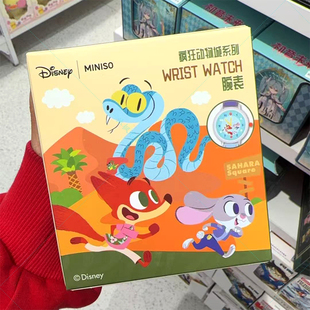 Disney | MINISO
疯狂动物城系列
WRIST WATCH
腕表
SAHARA
Square
© Disney